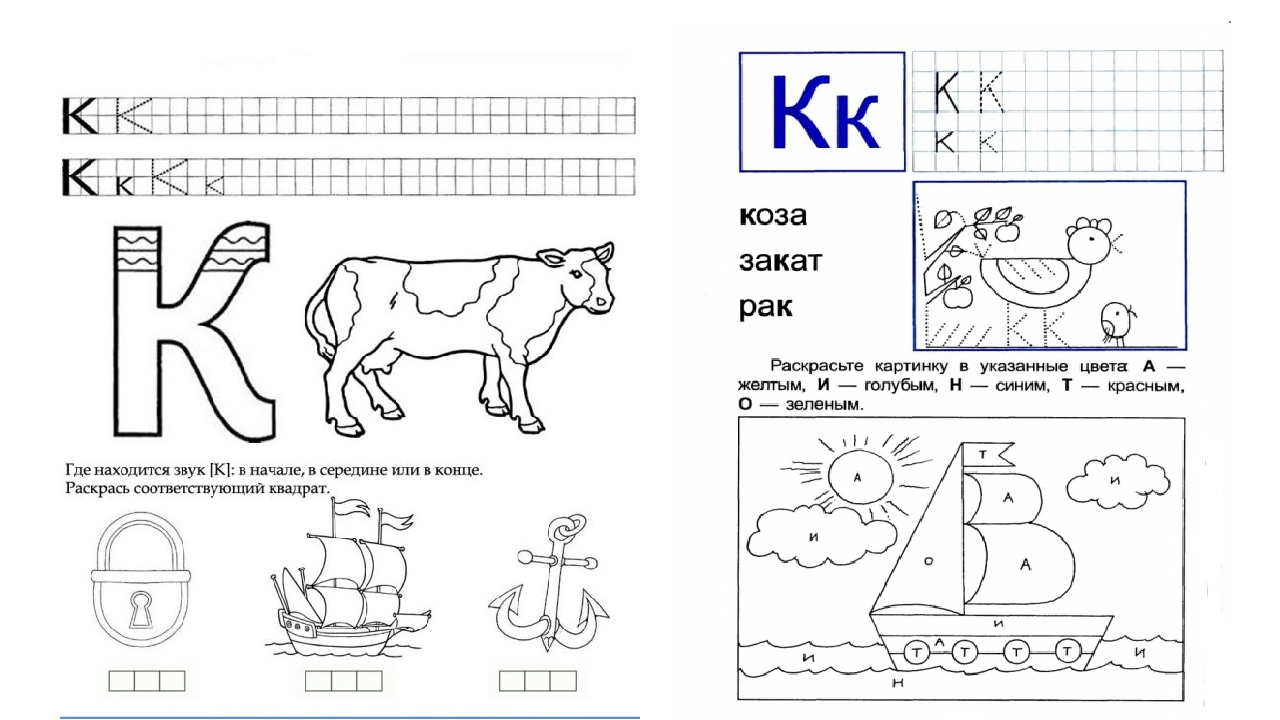 К К
К к К к
К
Где находится звук [К]: в начале, в середине или в конце.
Раскрась соответствующий квадрат.
Кк
К К
к к
коза
закат
рак
К К
Раскрасьте картинку в указанные цвета: А —
желтым, И — голубым, Н — синим, Т — красным,
О — зеленым.
Т
А
И
А
И
О
А
И
А
Т Т Т Т
И
И
Н